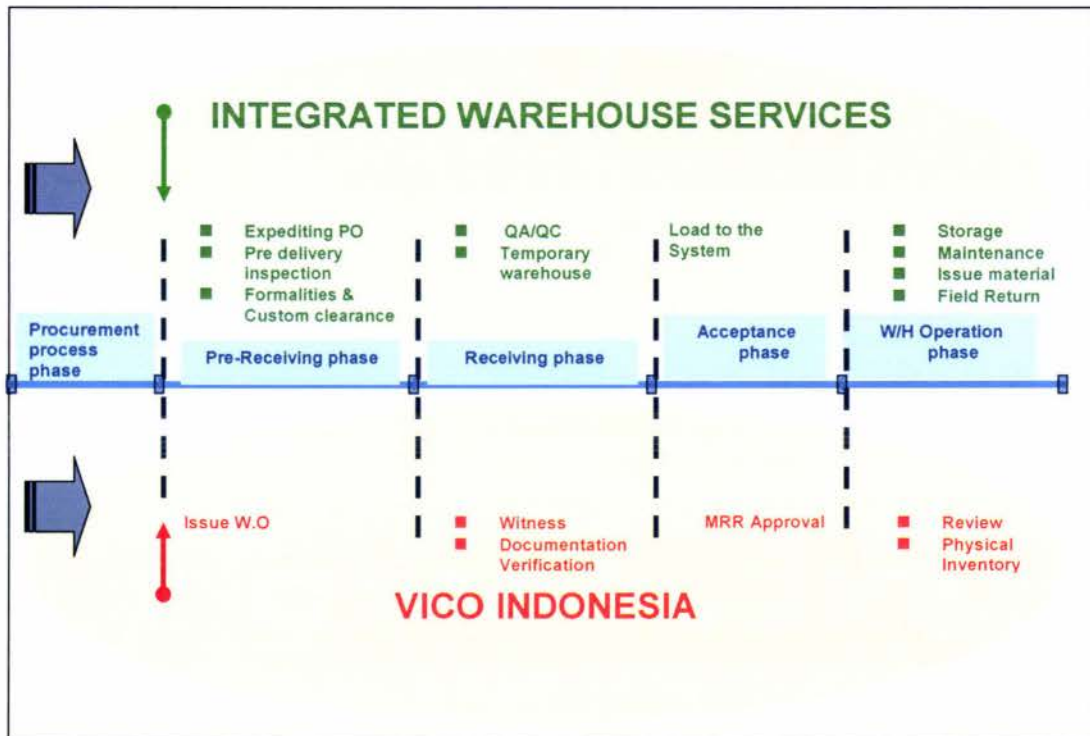 INTEGRATED WAREHOUSE SERVICES
Expediting PO
Pre delivery
inspection
Formalities &
Custom clearance
QA/QC
Temporary
warehouse
Load to the
System
Storage
Maintenance
Issue material
Field Return
Procurement
process
phase
Pre-Receiving phase
Receiving phase
Acceptance
phase
W/H Operation
phase
Issue W.O
Witness
Documentation
Verification
MRR Approval
Review
Physical
Inventory
VICO INDONESIA